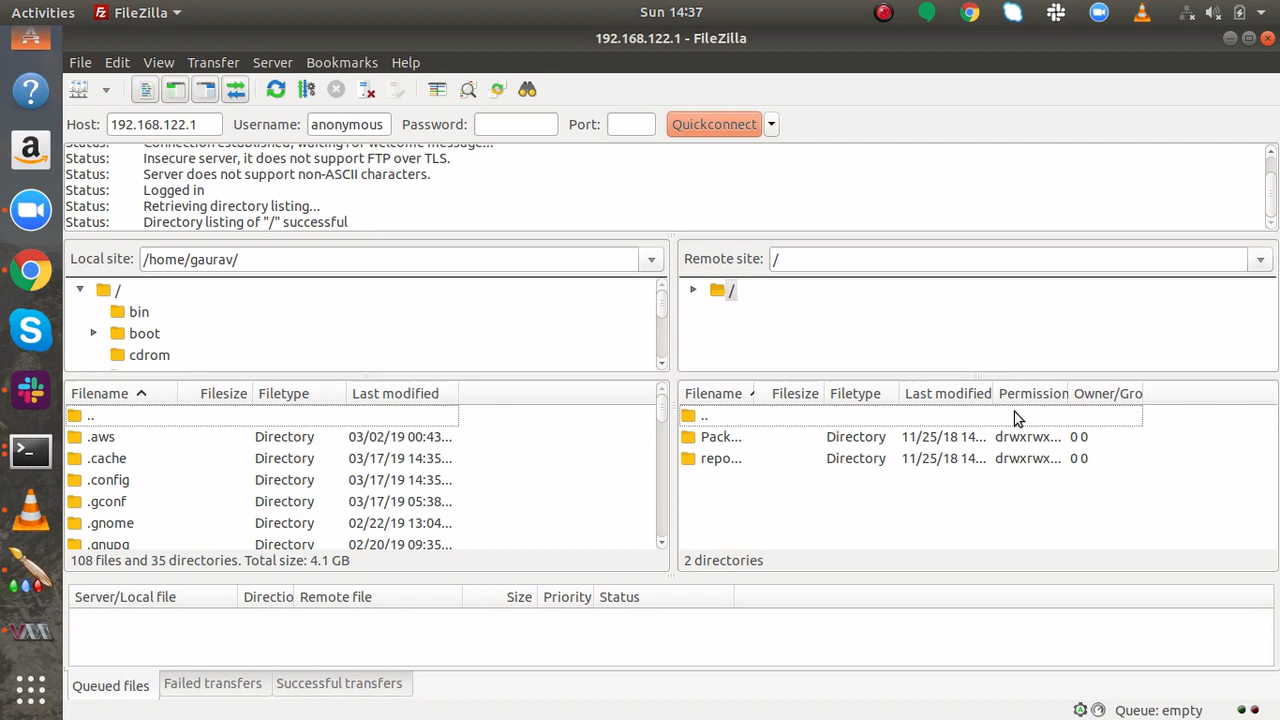 Activities FileZilla Sun 14:37
192.168.122.1 - FileZilla
File Edit View Transfer Server Bookmarks Help
Host: 192.168.122.1 Username: anonymous Password: Port: Quickconnect
Status: Connection established, waiting for welcome message...
Status: Insecure server, it does not support FTP over TLS.
Status: Server does not support non-ASCII characters.
Status: Logged in
Status: Retrieving directory listing...
Status: Directory listing of "/" successful
Local site: /home/gaurav/
/
bin
boot
cdrom
Filename Filesize Filetype Last modified
..
.aws Directory 03/02/19 00:43...
.cache Directory 03/17/19 14:35...
.config Directory 03/17/19 14:35...
.gconf Directory 03/17/19 05:38...
.gnome Directory 02/22/19 13:04...
.gnupg Directory 02/20/19 09:35...
108 files and 35 directories. Total size: 4.1 GB
Remote site: /
/
Filename Filesize Filetype Last modified Permission Owner/Gro
..
Pack... Directory 11/25/18 14... drwxrwx... 0 0
repo... Directory 11/25/18 14... drwxrwx... 0 0
2 directories
Server/Local file Directio Remote file Size Priority Status
Queued files Failed transfers Successful transfers
Queue: empty